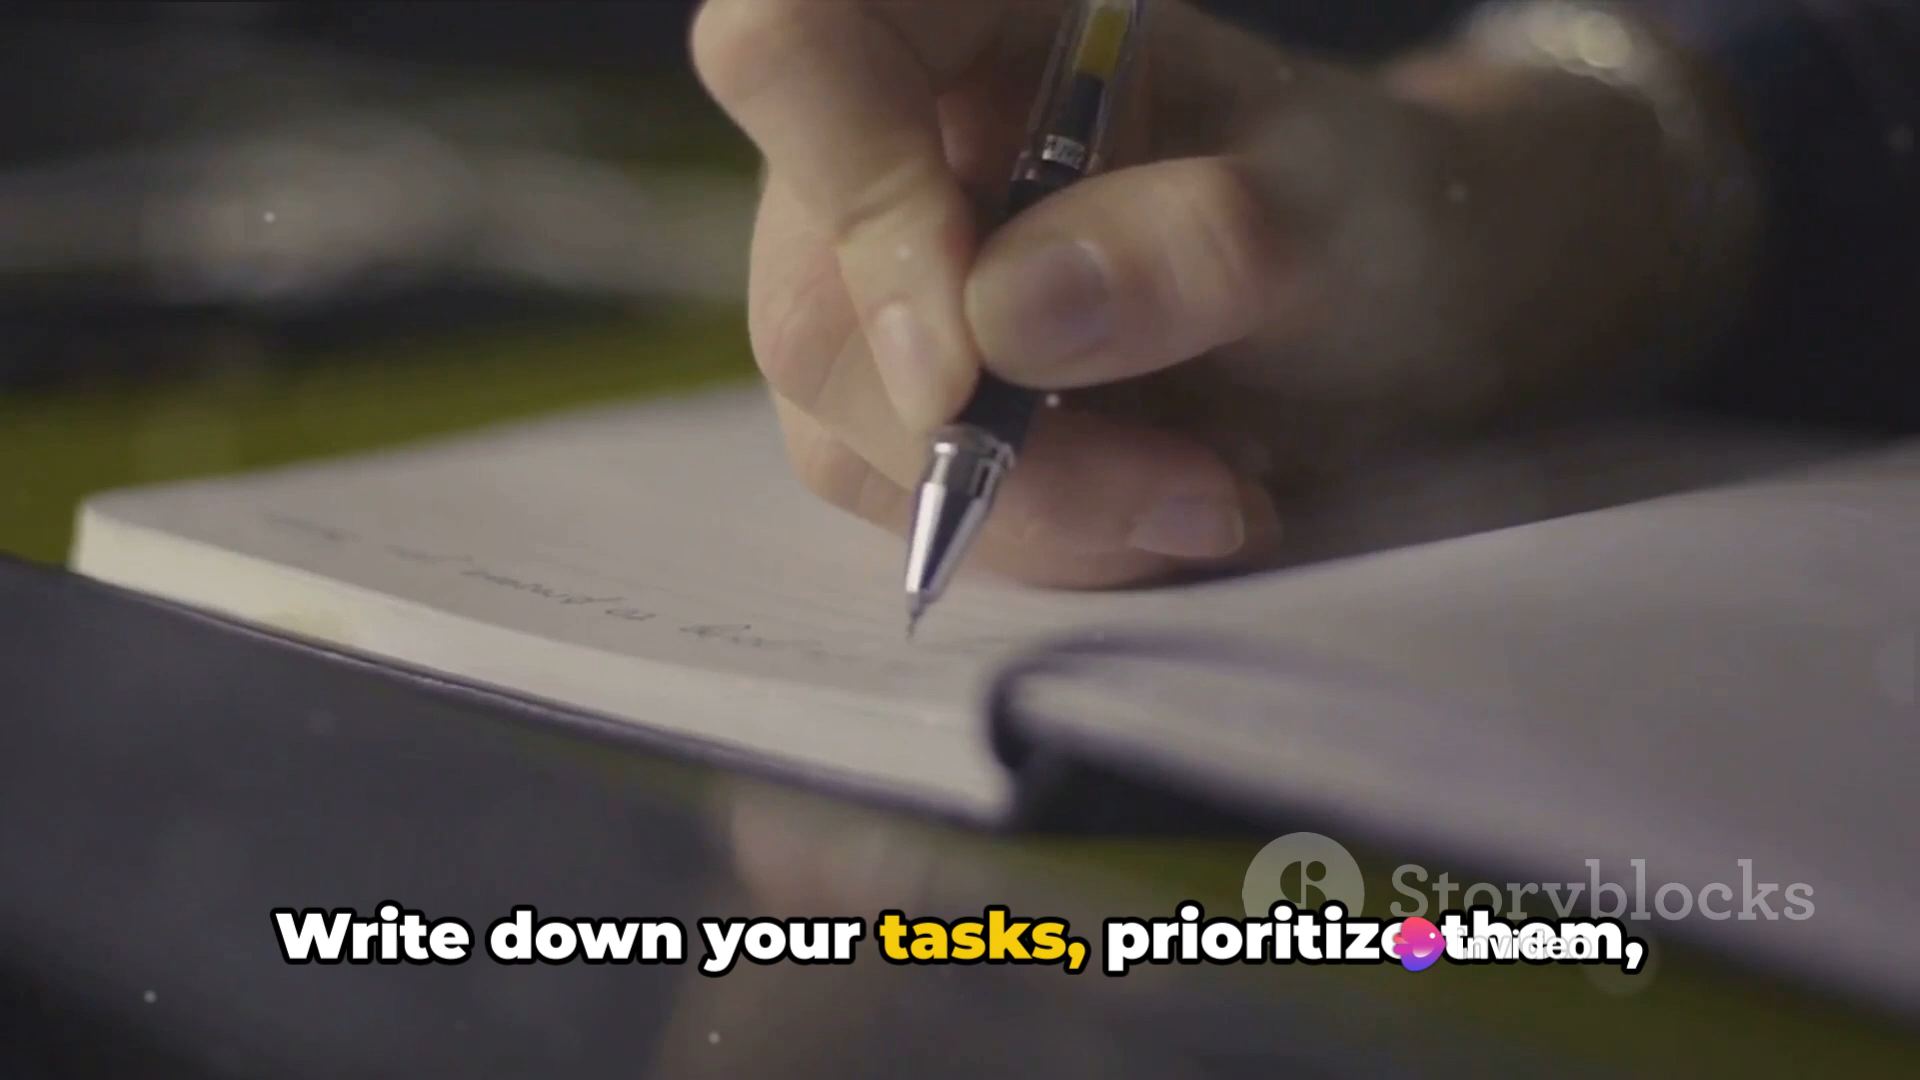 Storyblocks
Write down your tasks, prioritize them,
invideo